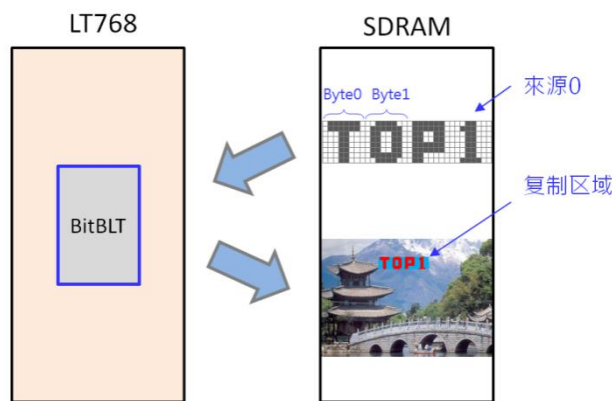 LT768
SDRAM
BitBLT
Byte0 Byte1
來源0
TOP1
复制区域
TOP1